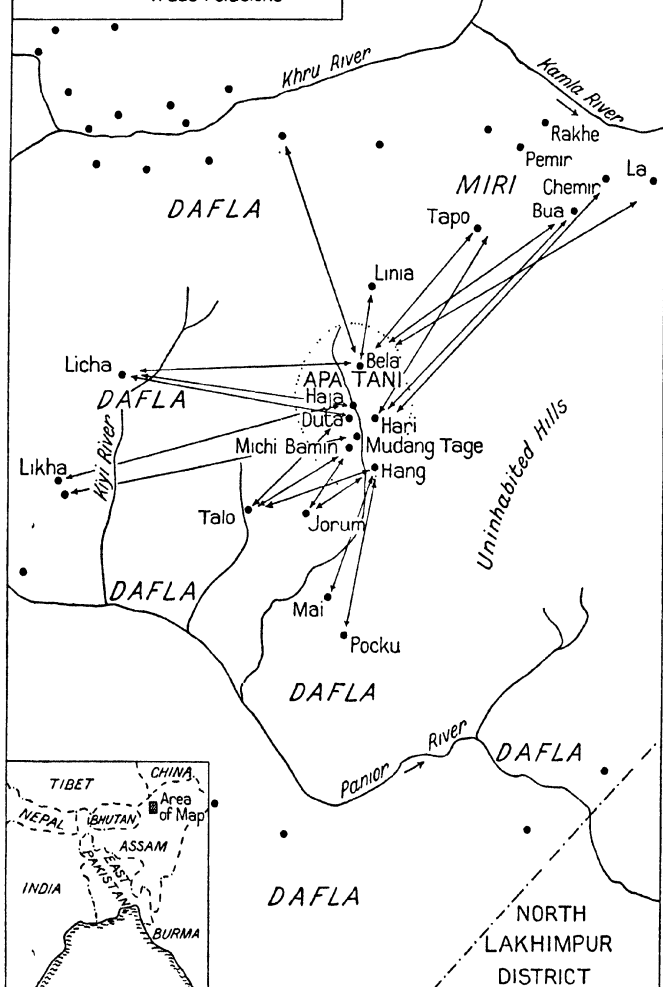 Khru River
Kamla River
Rakhe
Pemir
MIRI
Chemir
La
DAFLA
Tapo
Bua
Linia
Licha
Bela
APA TANI
Haja
DAFLA
Duta
Hari
Michi Bamin
Mudang Tage
Hang
Likha
Kiyi River
Talo
Jorum
Uninhabited Hills
DAFLA
Mai
Pocku
DAFLA
Panior River
DAFLA
TIBET
CHINA
Area
of Map
NEPAL
BHUTAN
ASSAM
EAST
PAKISTAN
INDIA
BURMA
DAFLA
NORTH
LAKHIMPUR
DISTRICT